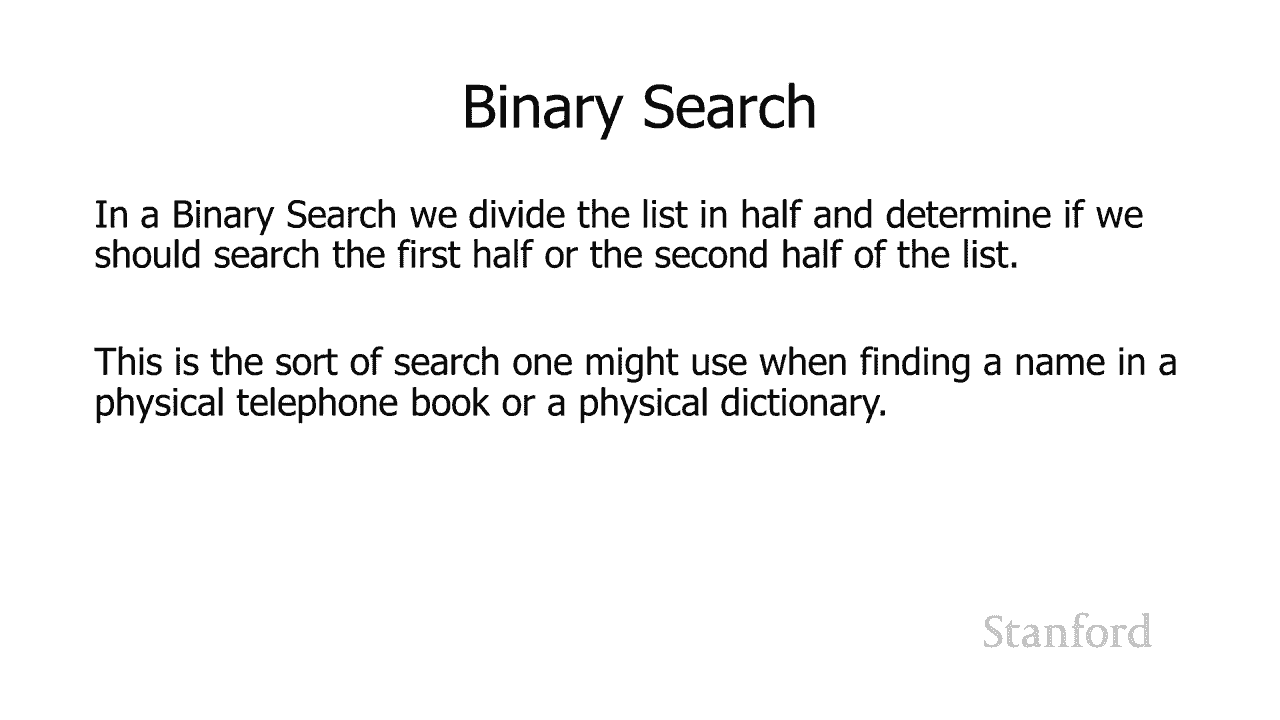 Binary Search
In a Binary Search we divide the list in half and determine if we
should search the first half or the second half of the list.
This is the sort of search one might use when finding a name in a
physical telephone book or a physical dictionary.
Stanford